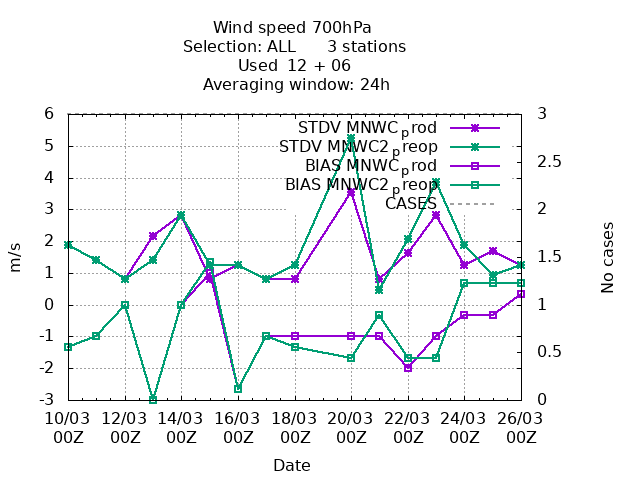 Wind speed 700hPa
Selection: ALL 3 stations
Used 12 + 06
Averaging window: 24h
6 3
STDV MNWC_prod
5 2.5
STDV MNWC2_preop
BIAS MNWC_prod
4
BIAS MNWC2_preop
CASES
3 2
2 1.5
1
m/s
No cases
0 1
-1
-2 0.5
-3 0
10/03 12/03 14/03 16/03 18/03 20/03 22/03 24/03 26/03
00Z 00Z 00Z 00Z 00Z 00Z 00Z 00Z 00Z
Date